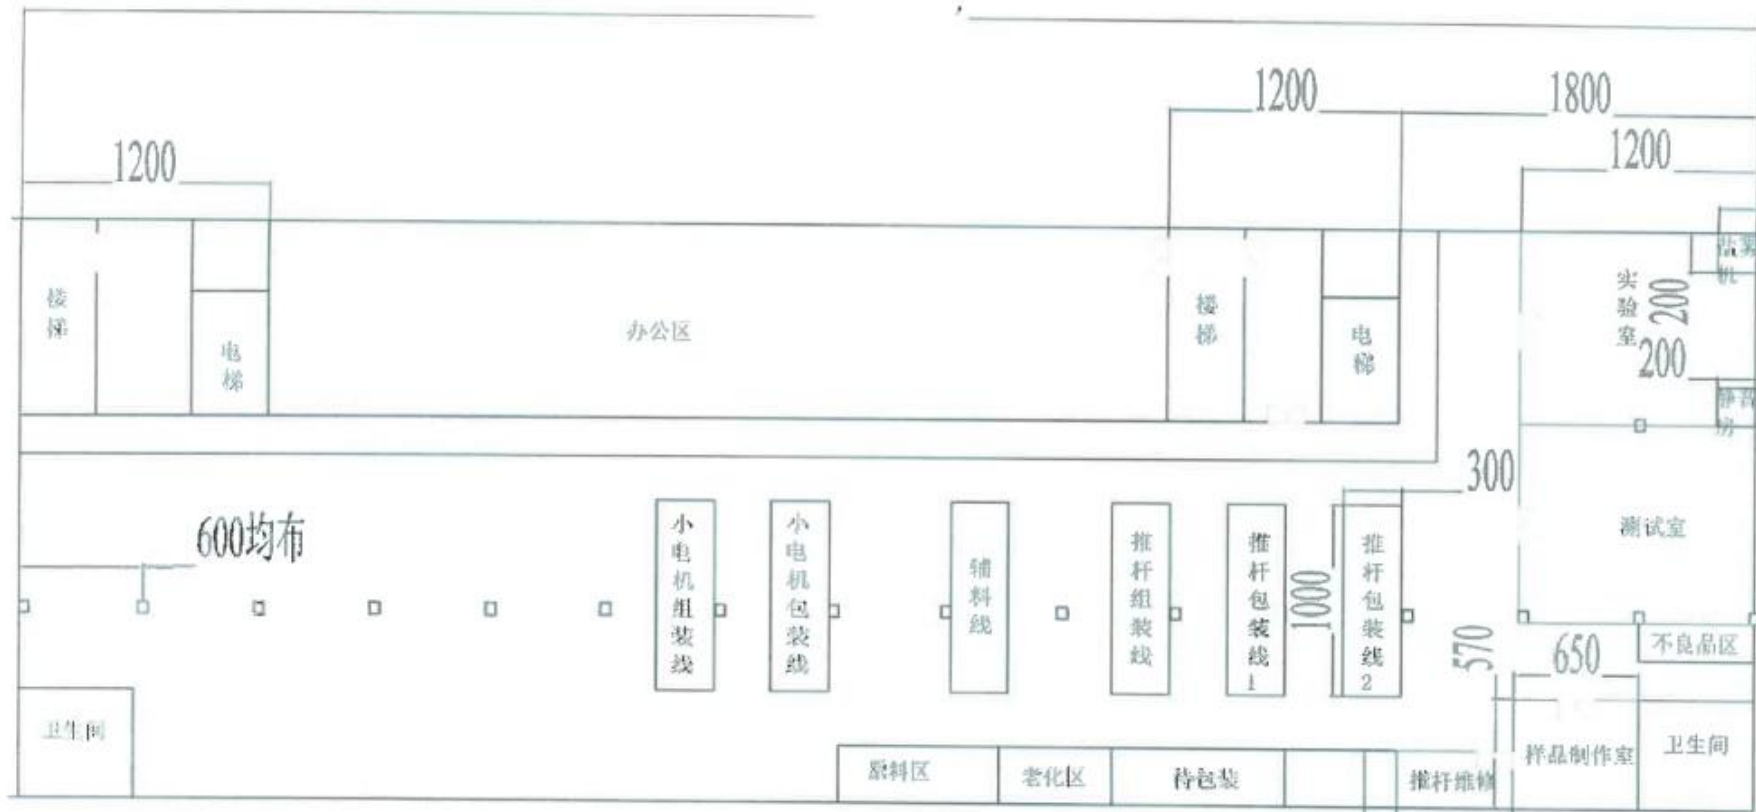 1200
1800
1200
1200
楼梯
电梯
办公区
楼梯
电梯
实验室
200
盐雾机
200
静音房
300
600均布
小电机组装线
小电机包装线
辅料线
推杆组装线
推杆包装线1
1000
推杆包装线2
测试室
570
650
不良品区
卫生间
原料区
老化区
待包装
推杆维修
样品制作室
卫生间